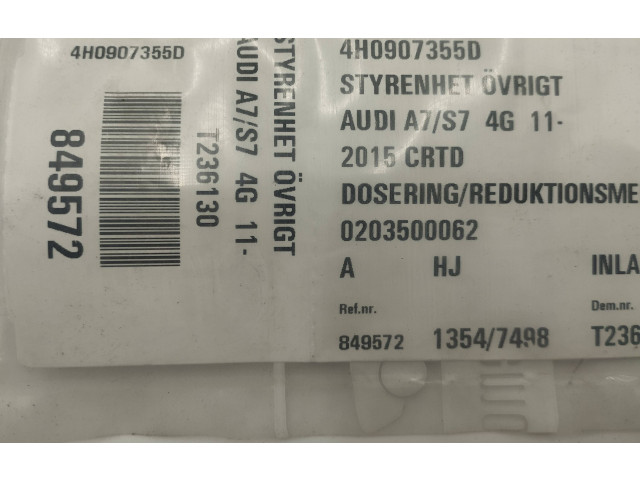 4H0907355D
849572
T236130
AUDI A7/S7 4G 11-
STYRENHET ÖVRIGT
4H0907355D
STYRENHET ÖVRIGT
AUDI A7/S7 4G 11-
2015 CRTD
DOSERING/REDUKTIONSME
0203500062
A HJ INLA
Ref.nr. Dem.nr.
849572 1354/7498 T236